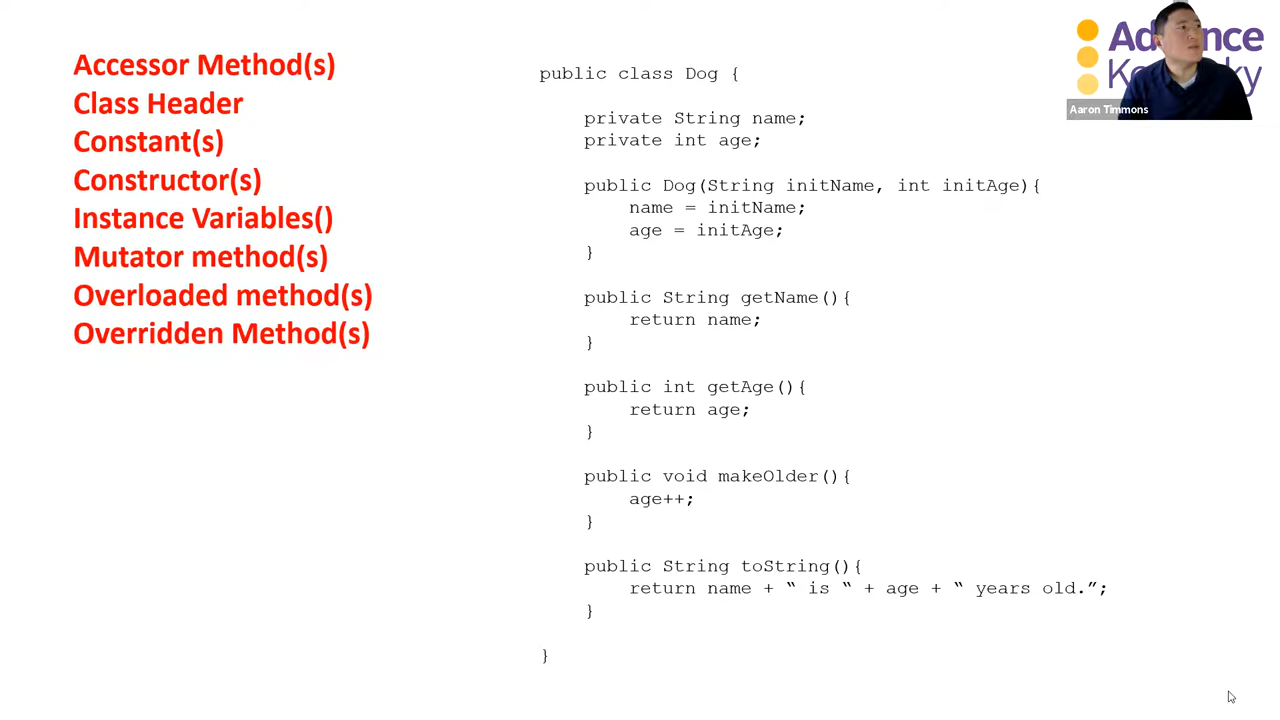 Accessor Method(s)
Class Header
Constant(s)
Constructor(s)
Instance Variables()
Mutator method(s)
Overloaded method(s)
Overridden Method(s)
public class Dog {
private String name;
private int age;
public Dog(String initName, int initAge){
name = initName;
age = initAge;
}
public String getName(){
return name;
}
public int getAge(){
return age;
}
public void makeOlder(){
age++;
}
public String toString(){
return name + “ is “ + age + “ years old.”;
}
}
Aaron Timmons